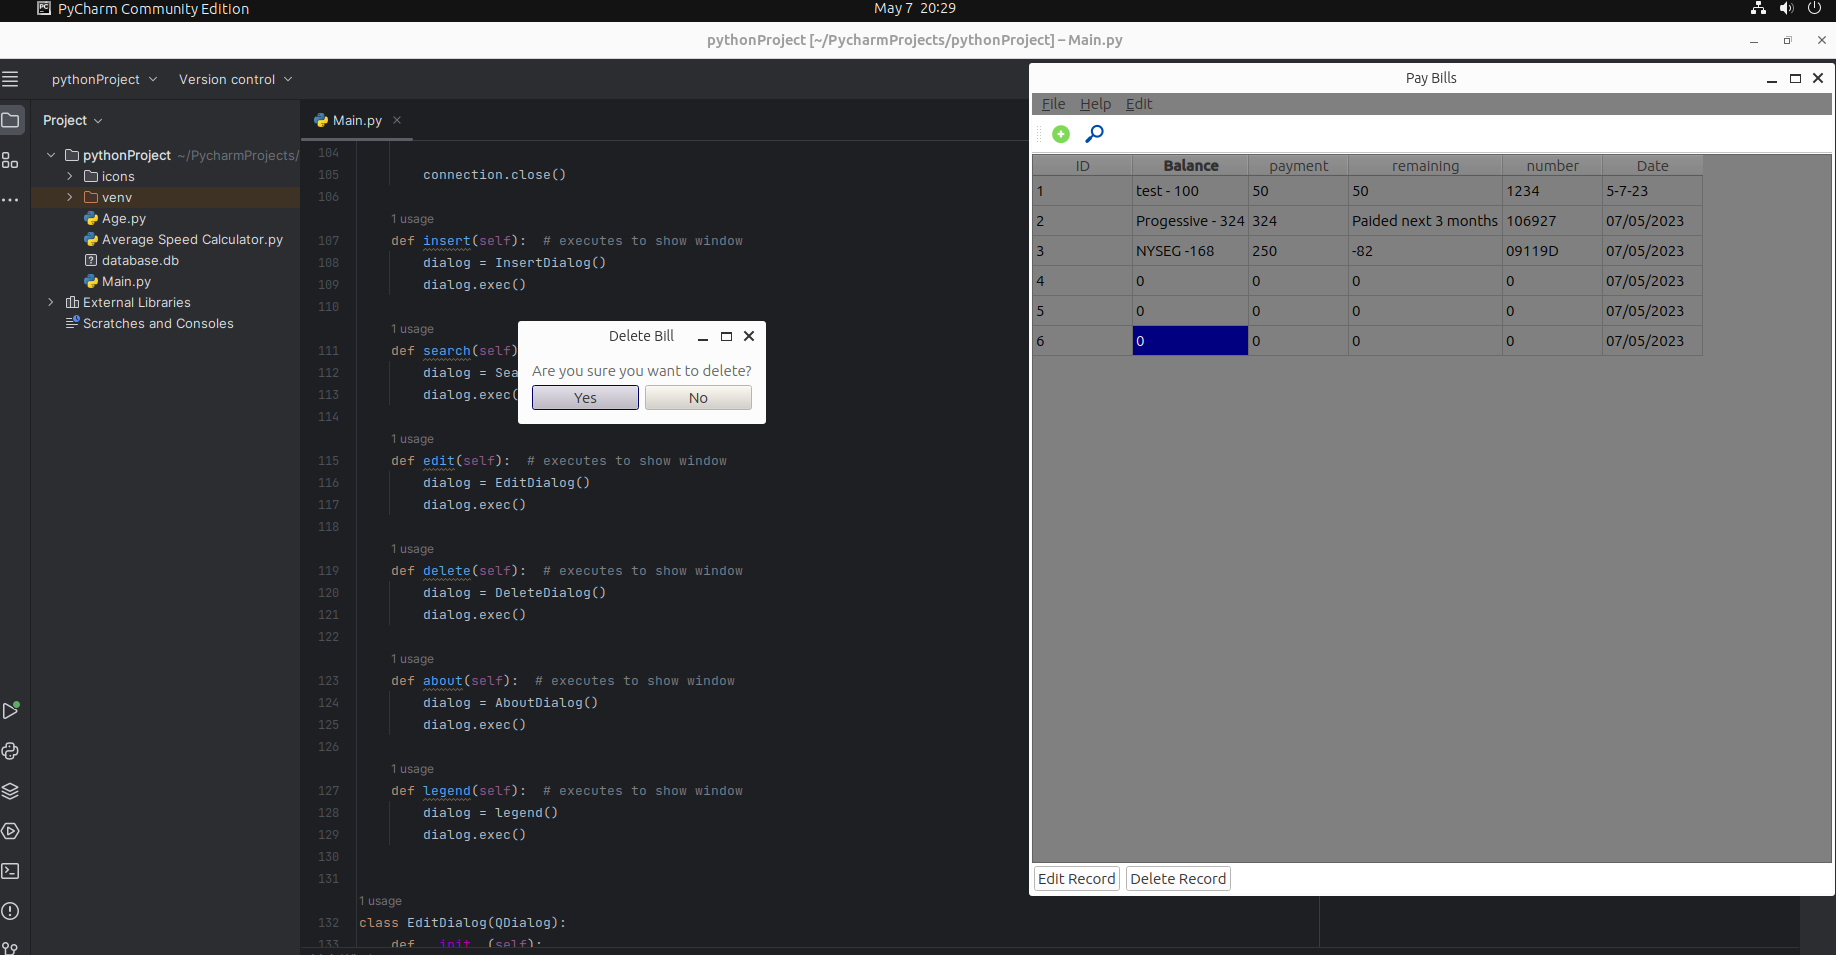 PyCharm Community Edition
May 7 20:29
pythonProject [~/PycharmProjects/pythonProject] – Main.py
pythonProject
Version control
Project
pythonProject ~/PycharmProjects/
icons
venv
Age.py
Average Speed Calculator.py
database.db
Main.py
External Libraries
Scratches and Consoles
Main.py
104
105 connection.close()
106
1 usage
107 def insert(self): # executes to show window
108 dialog = InsertDialog()
109 dialog.exec()
110
1 usage
111 def search(self)
112 dialog = Sea
113 dialog.exec(
114
1 usage
115 def edit(self): # executes to show window
116 dialog = EditDialog()
117 dialog.exec()
118
1 usage
119 def delete(self): # executes to show window
120 dialog = DeleteDialog()
121 dialog.exec()
122
1 usage
123 def about(self): # executes to show window
124 dialog = AboutDialog()
125 dialog.exec()
126
1 usage
127 def legend(self): # executes to show window
128 dialog = legend()
129 dialog.exec()
130
131
1 usage
132 class EditDialog(QDialog):
133 def __init__(self):
Delete Bill
Are you sure you want to delete?
Yes No
Pay Bills
File Help Edit
ID Balance payment remaining number Date
1 test - 100 50 50 1234 5-7-23
2 Progessive - 324 324 Paided next 3 months 106927 07/05/2023
3 NYSEG -168 250 -82 09119D 07/05/2023
4 0 0 0 0 07/05/2023
5 0 0 0 0 07/05/2023
6 0 0 0 0 07/05/2023
Edit Record Delete Record